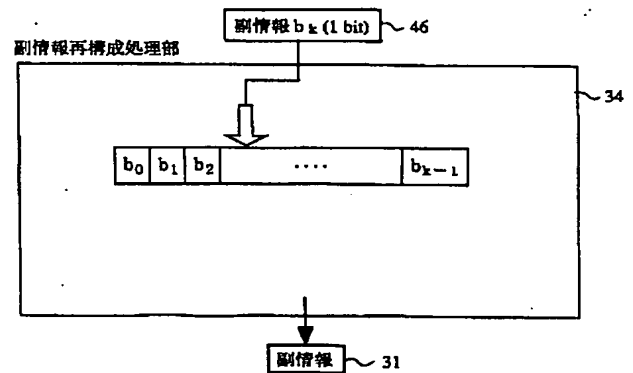 副情報 b k (1 bit) 46
副情報再構成処理部
34
b0 b1 b2 ‥‥ bk-1
副情報 31